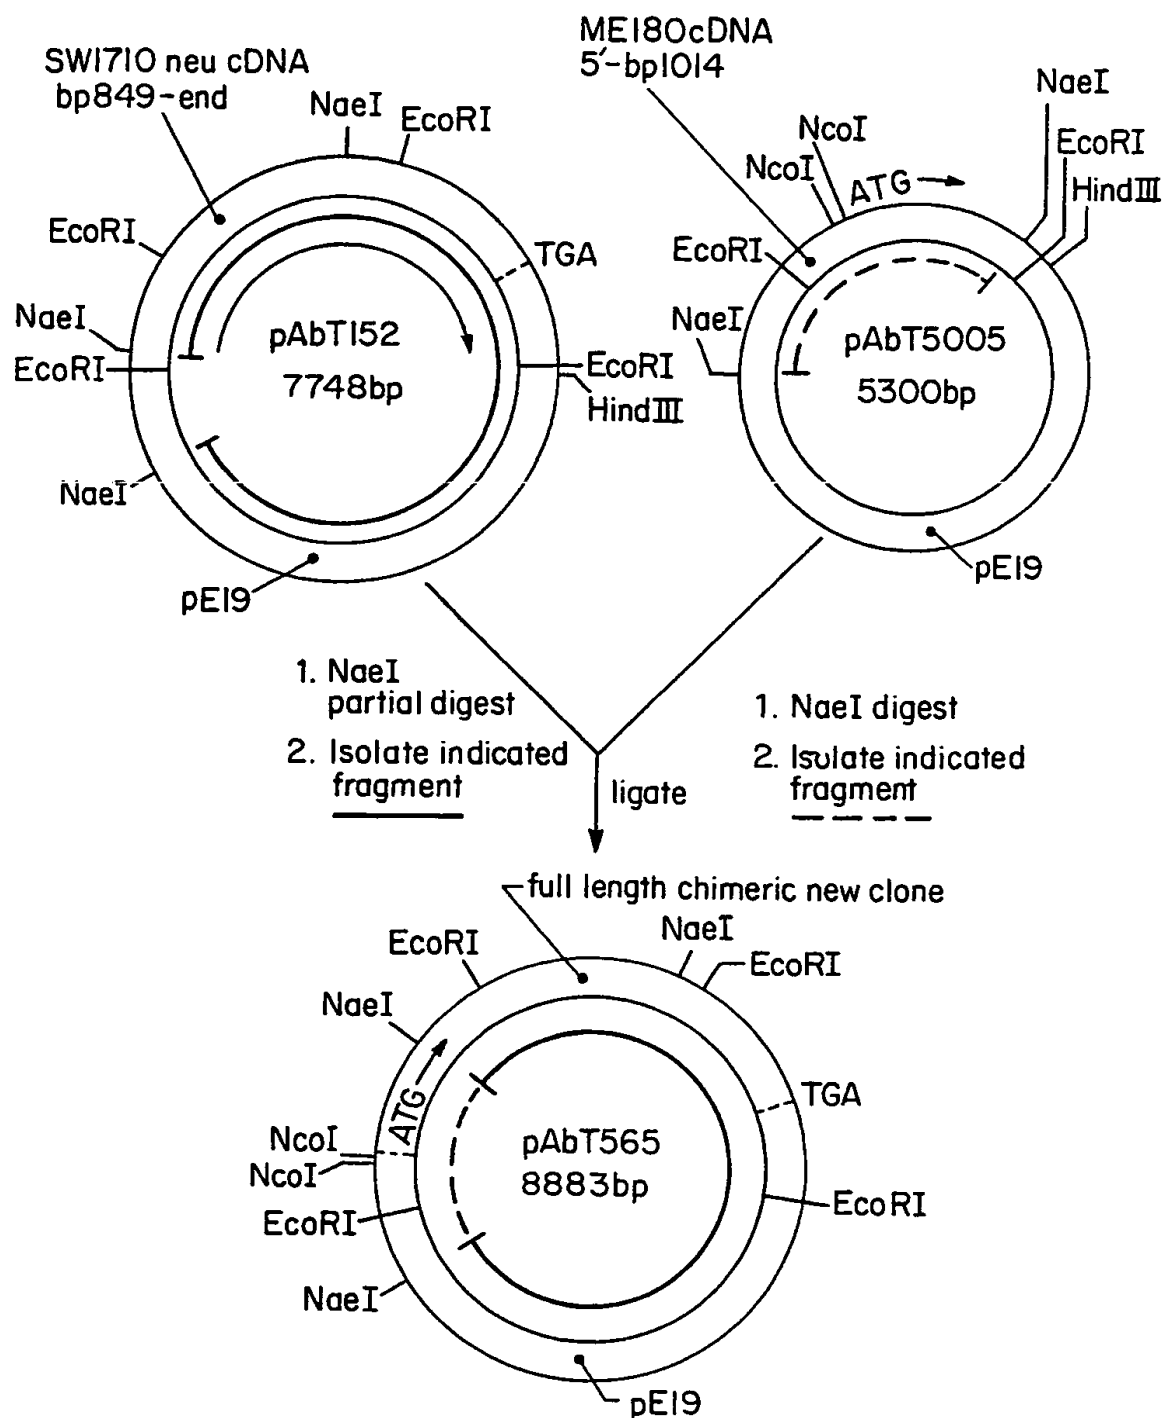 SW1710 neu cDNA
bp849-end
NaeI
EcoRI
EcoRI
NaeI
EcoRI
NaeI
TGA
EcoRI
HindIII
pAbT152
7748bp
pE19
ME180cDNA
5'-bp1014
NcoI
NcoI
ATG
NaeI
EcoRI
HindIII
EcoRI
NaeI
pAbT5005
5300bp
pE19
1. NaeI
partial digest
2. Isolate indicated
fragment
ligate
1. NaeI digest
2. Isolate indicated
fragment
full length chimeric new clone
EcoRI
NaeI
EcoRI
NaeI
ATG
TGA
NcoI
NcoI
EcoRI
NaeI
pAbT565
8883bp
EcoRI
pE19